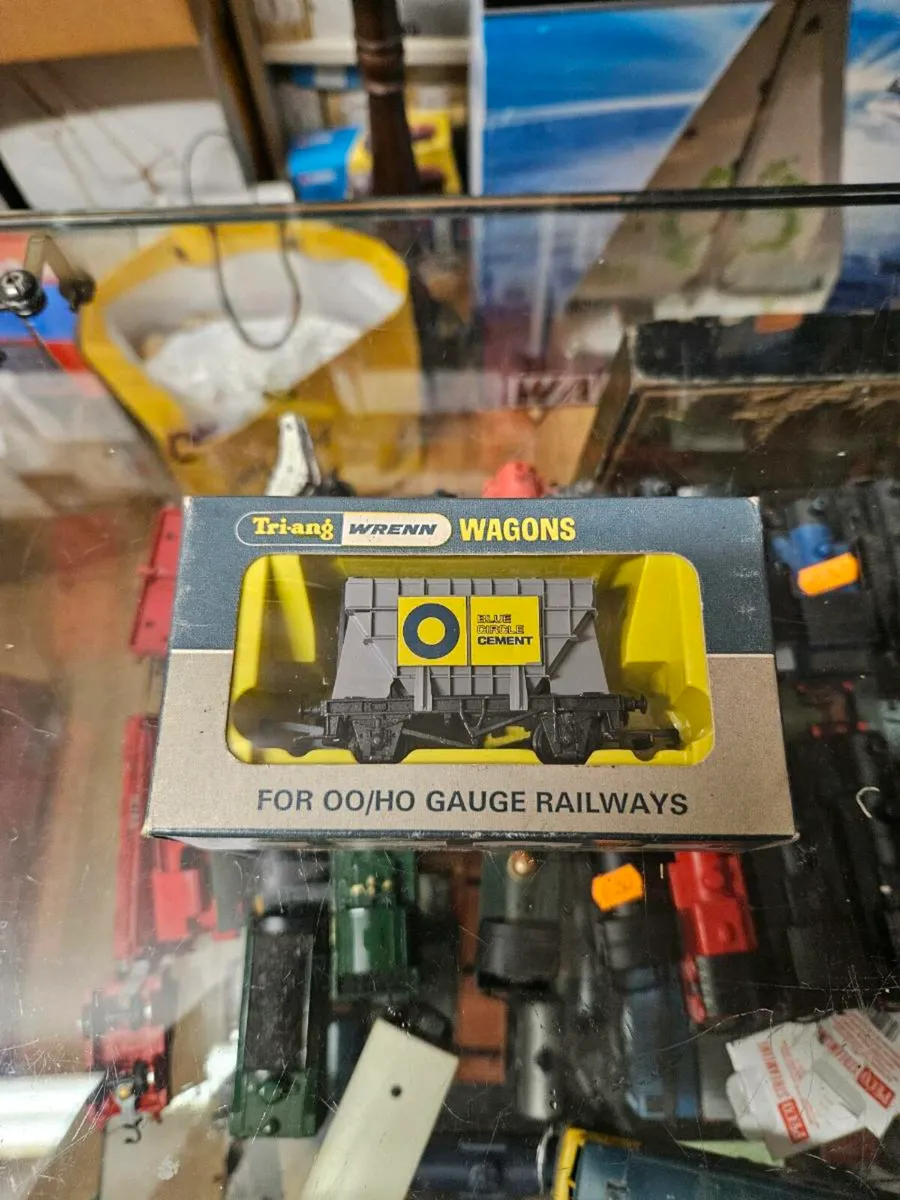 Tri-ang WRENN WAGONS
BLUE
CIRCLE
CEMENT
FOR OO/HO GAUGE RAILWAYS